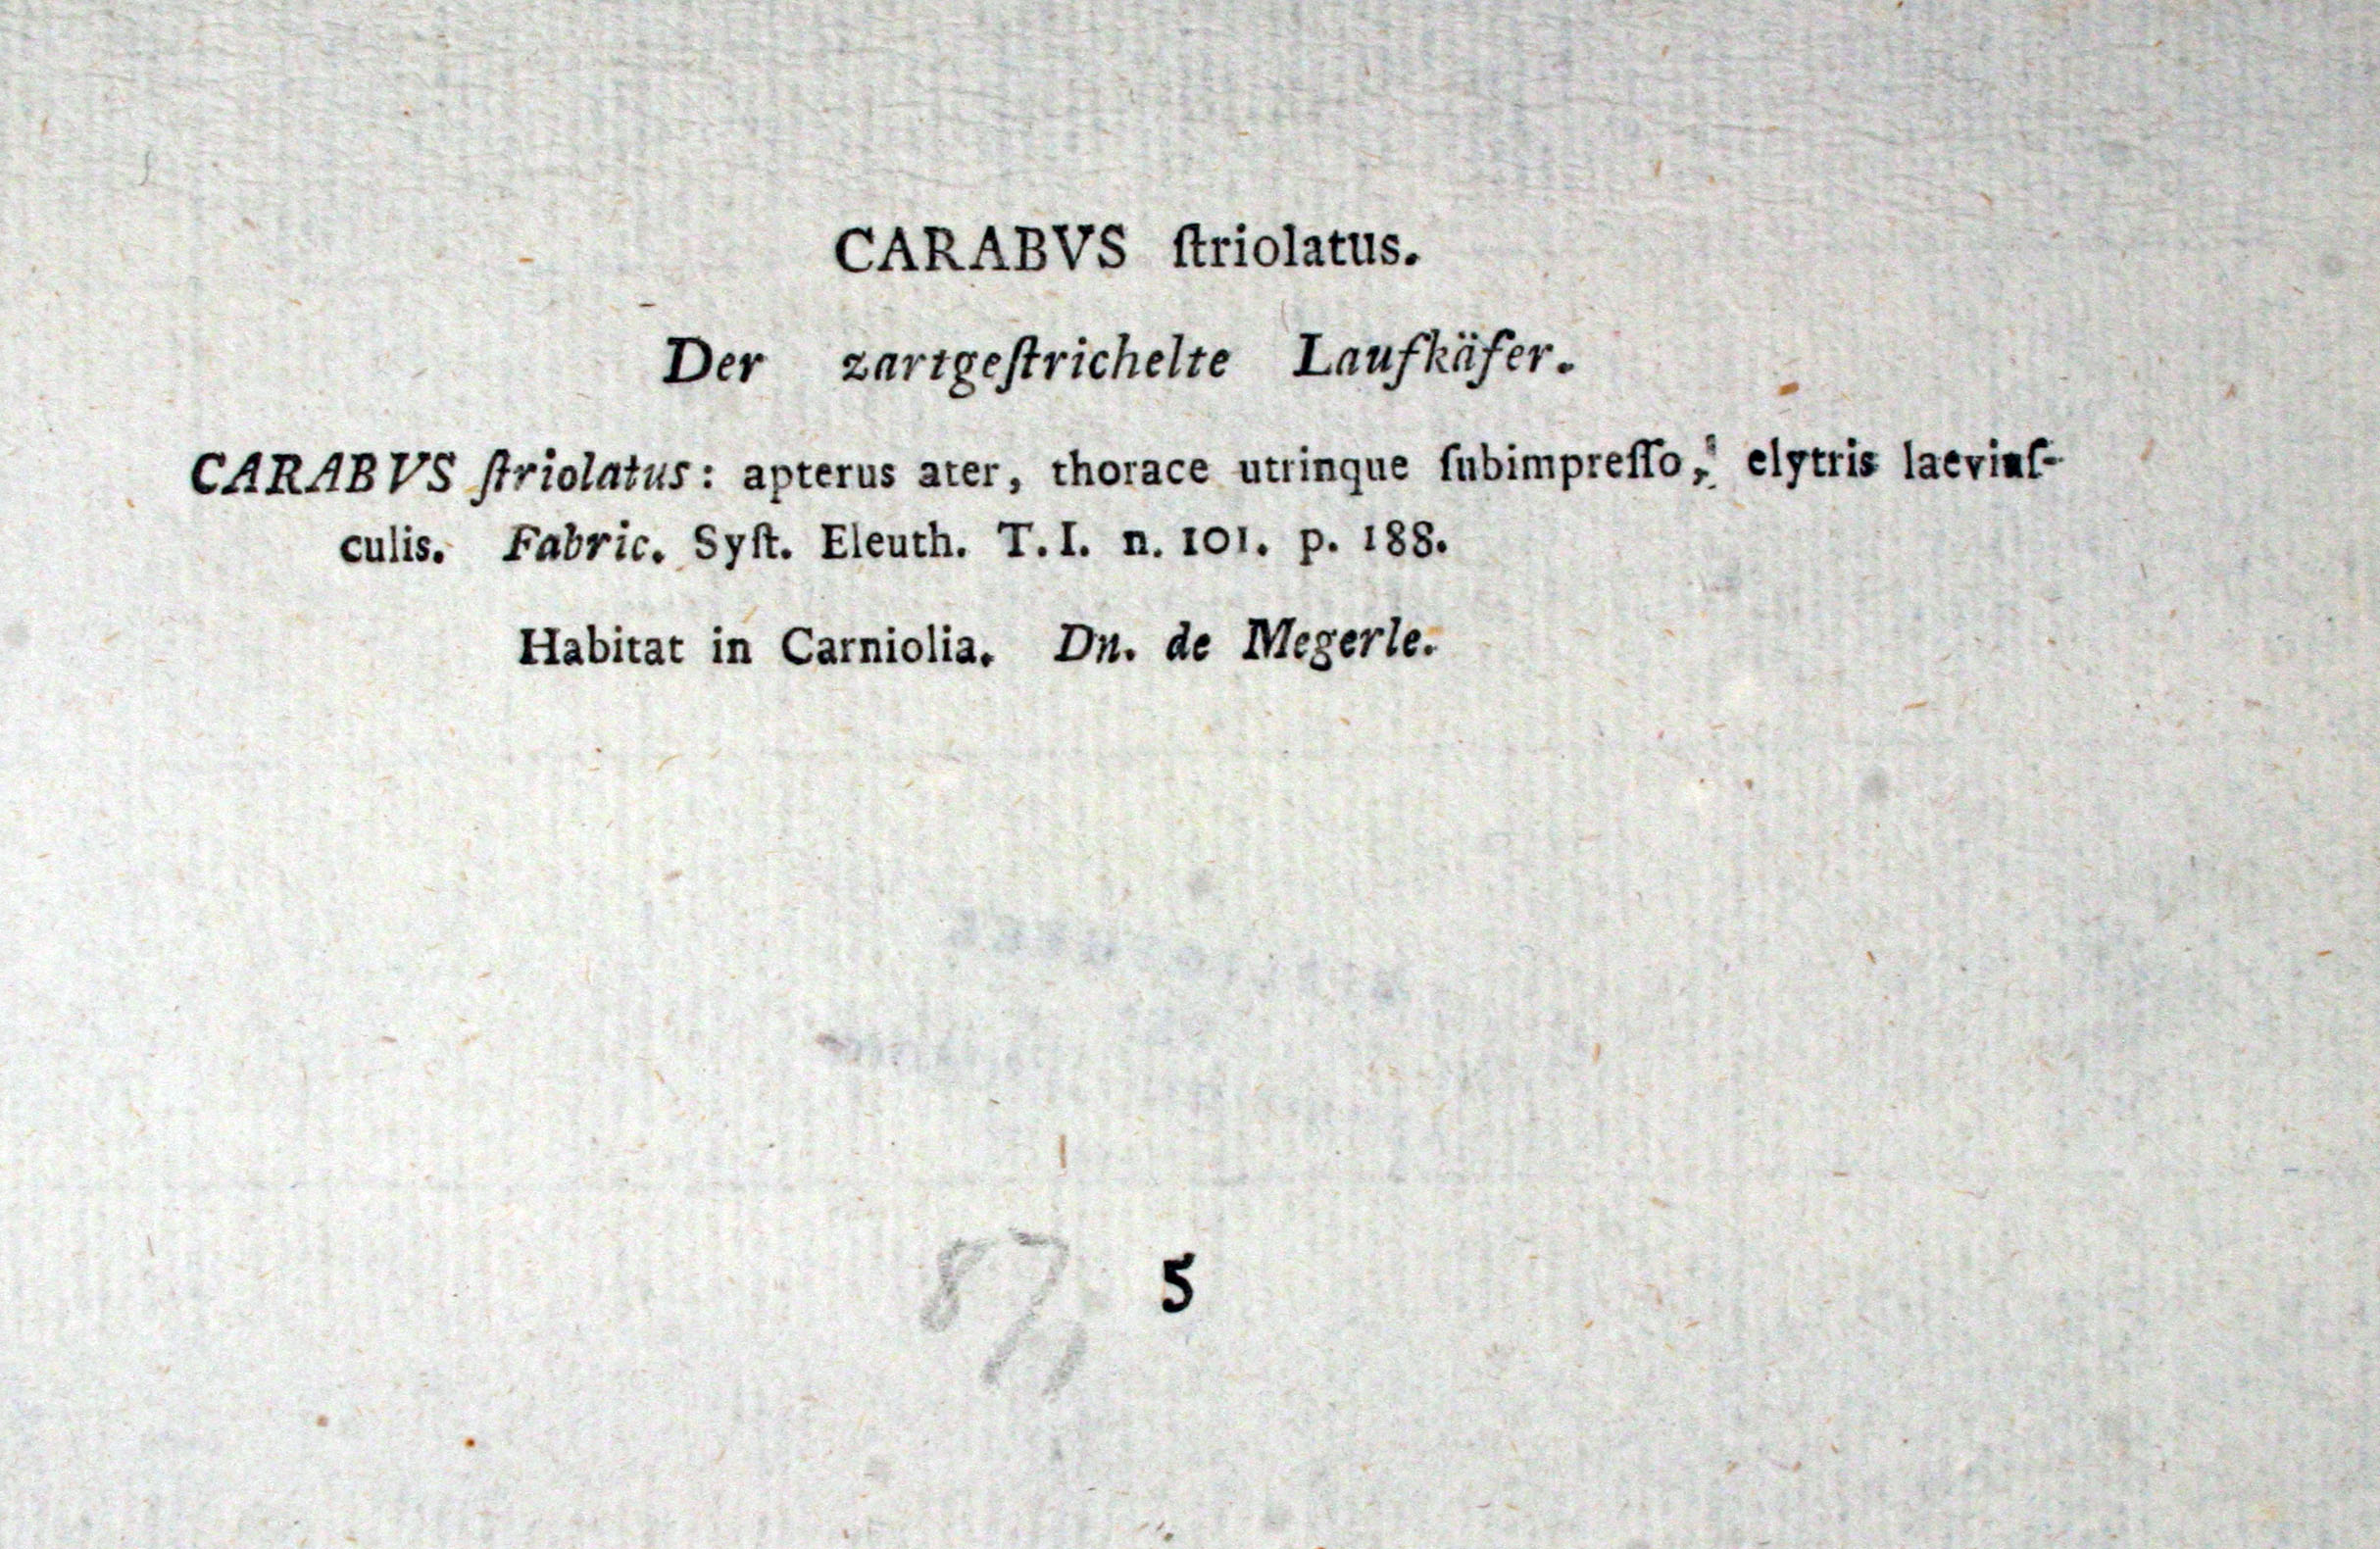 CARABVS ſtriolatus.
Der zartgeſtrichelte Laufkäfer.
CARABVS ſtriolatus: apterus ater, thorace utrinque ſubimpreſſo, elytris laeviuſ-
culis. Fabric. Syſt. Eleuth. T. I. n. 101. p. 188.
Habitat in Carniolia. Dn. de Megerle.
5